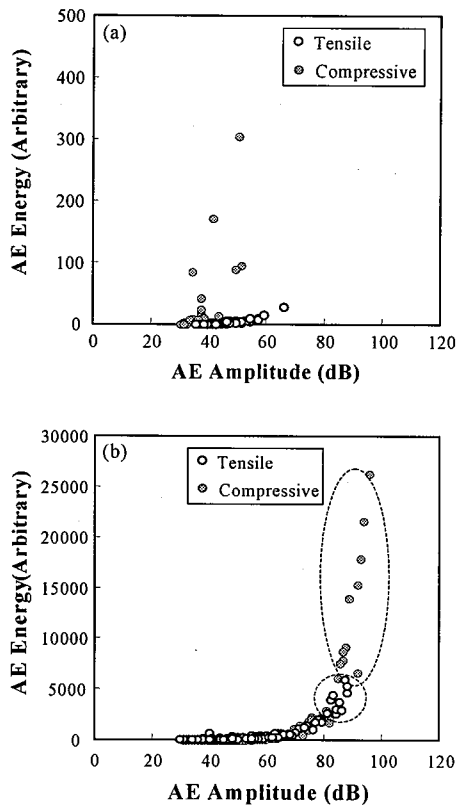 (a)
Tensile
Compressive
500
400
300
200
100
0
AE Energy (Arbitrary)
0 20 40 60 80 100 120
AE Amplitude (dB)
(b)
Tensile
Compressive
30000
25000
20000
15000
10000
5000
0
AE Energy(Arbitrary)
0 20 40 60 80 100 120
AE Amplitude (dB)